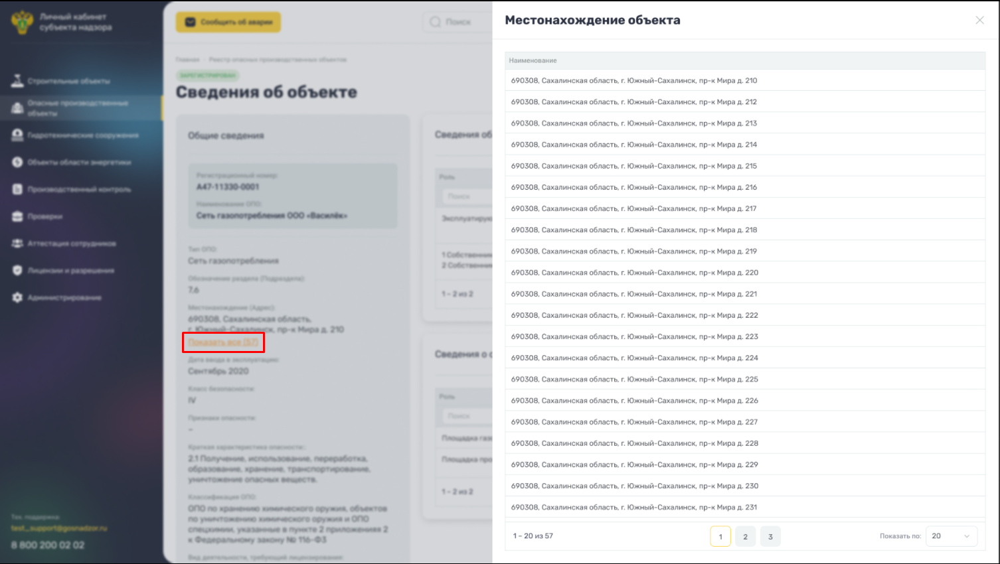 Личный кабинет
субъекта надзора
Строительные объекты
Опасные производственные
объекты
Гидротехнические сооружения
Объекты области энергетики
Производственный контроль
Проверки
Аттестация сотрудников
Лицензии и разрешения
Администрирование
Тех. поддержка:
test_support@gosnadzor.ru
8 800 200 02 02
Сообщить об аварии
Поиск
Главная
Реестр опасных производственных объектов
ЗАРЕГИСТРИРОВАН
Сведения об объекте
Общие сведения
Регистрационный номер:
А47-11330-0001
Наименование ОПО:
Сеть газопотребления ООО «Василёк»
Тип ОПО:
Сеть газопотребления
Обозначение раздела (Подраздела):
7,6
Местонахождение (Адрес):
690308, Сахалинская область,
г. Южный-Сахалинск, пр-к Мира д. 210
Показать все (57)
Дата ввода в эксплуатацию:
Сентябрь 2020
Класс безопасности:
IV
Признаки опасности:
–
Краткая характеристика опасности:
2.1 Получение, использование, переработка,
образование, хранение, транспортирование,
уничтожение опасных веществ.
Классификация ОПО:
ОПО по хранению химического оружия, объектов
по уничтожению химического оружия и ОПО
спецхимии, указанные в пункте 2 приложения 2
к Федеральному закону № 116-ФЗ
Вид деятельности, требующий лицензирования:
Сведения об
Роль
Поиск
Эксплуатирую
1 Собственник
2 Собственник
1 – 2 из 2
Сведения о с
Роль
Поиск
Площадка газ
Площадка про
1 – 2 из 2
Местонахождение объекта
Наименование
690308, Сахалинская область, г. Южный-Сахалинск, пр-к Мира д. 210
690308, Сахалинская область, г. Южный-Сахалинск, пр-к Мира д. 212
690308, Сахалинская область, г. Южный-Сахалинск, пр-к Мира д. 213
690308, Сахалинская область, г. Южный-Сахалинск, пр-к Мира д. 214
690308, Сахалинская область, г. Южный-Сахалинск, пр-к Мира д. 215
690308, Сахалинская область, г. Южный-Сахалинск, пр-к Мира д. 216
690308, Сахалинская область, г. Южный-Сахалинск, пр-к Мира д. 217
690308, Сахалинская область, г. Южный-Сахалинск, пр-к Мира д. 218
690308, Сахалинская область, г. Южный-Сахалинск, пр-к Мира д. 219
690308, Сахалинская область, г. Южный-Сахалинск, пр-к Мира д. 220
690308, Сахалинская область, г. Южный-Сахалинск, пр-к Мира д. 221
690308, Сахалинская область, г. Южный-Сахалинск, пр-к Мира д. 222
690308, Сахалинская область, г. Южный-Сахалинск, пр-к Мира д. 223
690308, Сахалинская область, г. Южный-Сахалинск, пр-к Мира д. 224
690308, Сахалинская область, г. Южный-Сахалинск, пр-к Мира д. 225
690308, Сахалинская область, г. Южный-Сахалинск, пр-к Мира д. 226
690308, Сахалинская область, г. Южный-Сахалинск, пр-к Мира д. 227
690308, Сахалинская область, г. Южный-Сахалинск, пр-к Мира д. 228
690308, Сахалинская область, г. Южный-Сахалинск, пр-к Мира д. 229
690308, Сахалинская область, г. Южный-Сахалинск, пр-к Мира д. 230
690308, Сахалинская область, г. Южный-Сахалинск, пр-к Мира д. 231
1 – 20 из 57
1 2 3
Показать по: 20